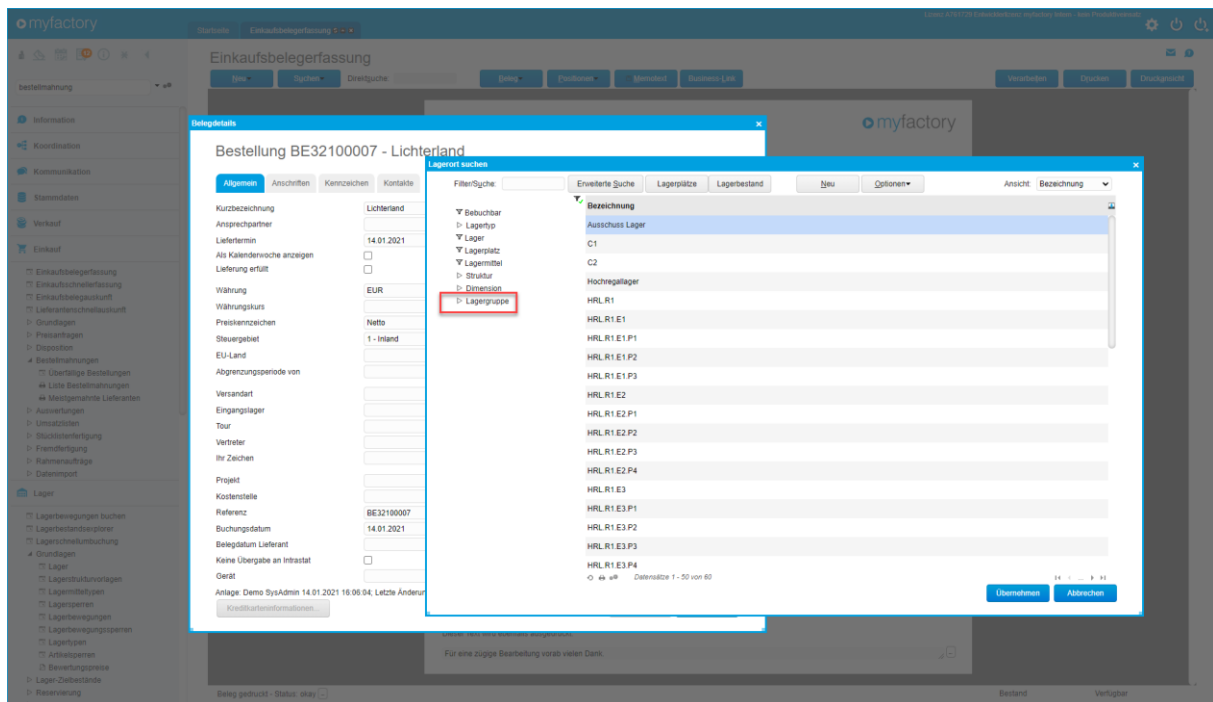 myfactory
Startseite
Einkaufsbelegerfassung
Einkaufsbelegerfassung
bestellmahnung
Neu
Suchen
Direktsuche:
Beleg
Positionen
Memotext
Business-Link
Verarbeiten
Drucken
Druckansicht
Information
Koordination
Kommunikation
Stammdaten
Verkauf
Einkauf
Einkaufsbelegerfassung
Einkaufsschnellerfassung
Einkaufsbelegauskunft
Lieferantenschnellauskunft
Grundlagen
Preisanfragen
Disposition
Bestellmahnungen
Überfällige Bestellungen
Liste Bestellmahnungen
Meistgemahnte Lieferanten
Auswertungen
Umsatzlisten
Stücklistenfertigung
Fremdfertigung
Rahmenaufträge
Datenimport
Lager
Lagerbewegungen buchen
Lagerbestandsexplorer
Lagerschnellumbuchung
Grundlagen
Lager
Lagerstrukturvorlagen
Lagermitteltypen
Lagersperren
Lagerbewegungen
Lagerbewegungssperren
Lagertypen
Artikelsperren
Bewertungspreise
Lager-Zielbestände
Reservierung
myfactory
Belegdetails
Bestellung BE32100007 - Lichterland
Allgemein
Anschriften
Kennzeichen
Kontakte
Kurzbezeichnung Lichterland
Ansprechpartner
Liefertermin 14.01.2021
Als Kalenderwoche anzeigen
Lieferung erfüllt
Währung EUR
Währungskurs
Preiskennzeichen Netto
Steuergebiet 1 - Inland
EU-Land
Abgrenzungsperiode von
Versandart
Eingangslager
Tour
Vertreter
Ihr Zeichen
Projekt
Kostenstelle
Referenz BE32100007
Buchungsdatum 14.01.2021
Belegdatum Lieferant
Keine Übergabe an Intrastat
Gerät
Anlage: Demo SysAdmin 14.01.2021 16:06:04; Letzte Änderun
Kreditkarteninformationen...
Lagerort suchen
Filter/Suche:
Erweiterte Suche
Lagerplätze
Lagerbestand
Neu
Optionen
Ansicht: Bezeichnung
Bebuchbar
Lagertyp
Lager
Lagerplatz
Lagermittel
Struktur
Dimension
Lagergruppe
Bezeichnung
Ausschuss Lager
C1
C2
Hochregallager
HRL.R1
HRL.R1.E1
HRL.R1.E1.P1
HRL.R1.E1.P2
HRL.R1.E1.P3
HRL.R1.E2
HRL.R1.E2.P1
HRL.R1.E2.P2
HRL.R1.E2.P3
HRL.R1.E2.P4
HRL.R1.E3
HRL.R1.E3.P1
HRL.R1.E3.P2
HRL.R1.E3.P3
HRL.R1.E3.P4
Datensätze 1 - 50 von 60
Übernehmen
Abbrechen
Für eine zügige Bearbeitung vorab vielen Dank.
Beleg gedruckt - Status: okay
Bestand
Verfügbar